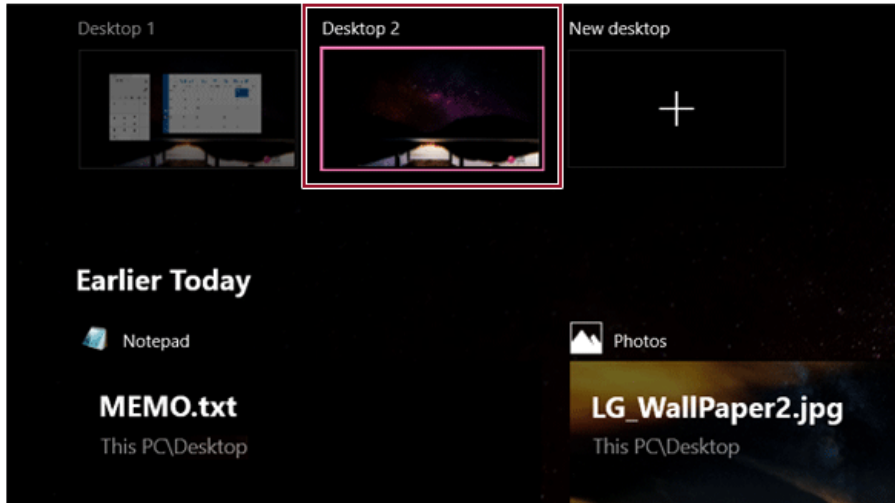 Desktop 1
Desktop 2
New desktop
Earlier Today
Notepad
Photos
MEMO.txt
This PC\Desktop
LG_WallPaper2.jpg
This PC\Desktop